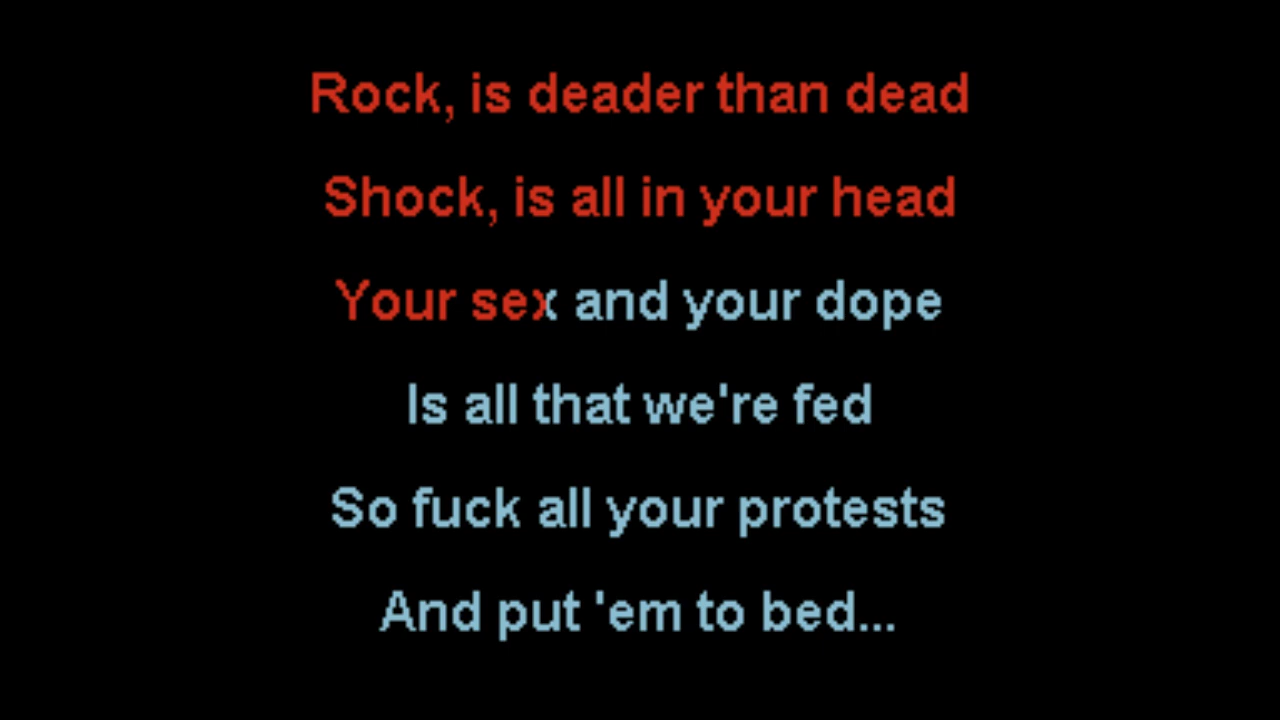 Rock, is deader than dead
Shock, is all in your head
Your sex and your dope
Is all that we're fed
So fuck all your protests
And put 'em to bed...